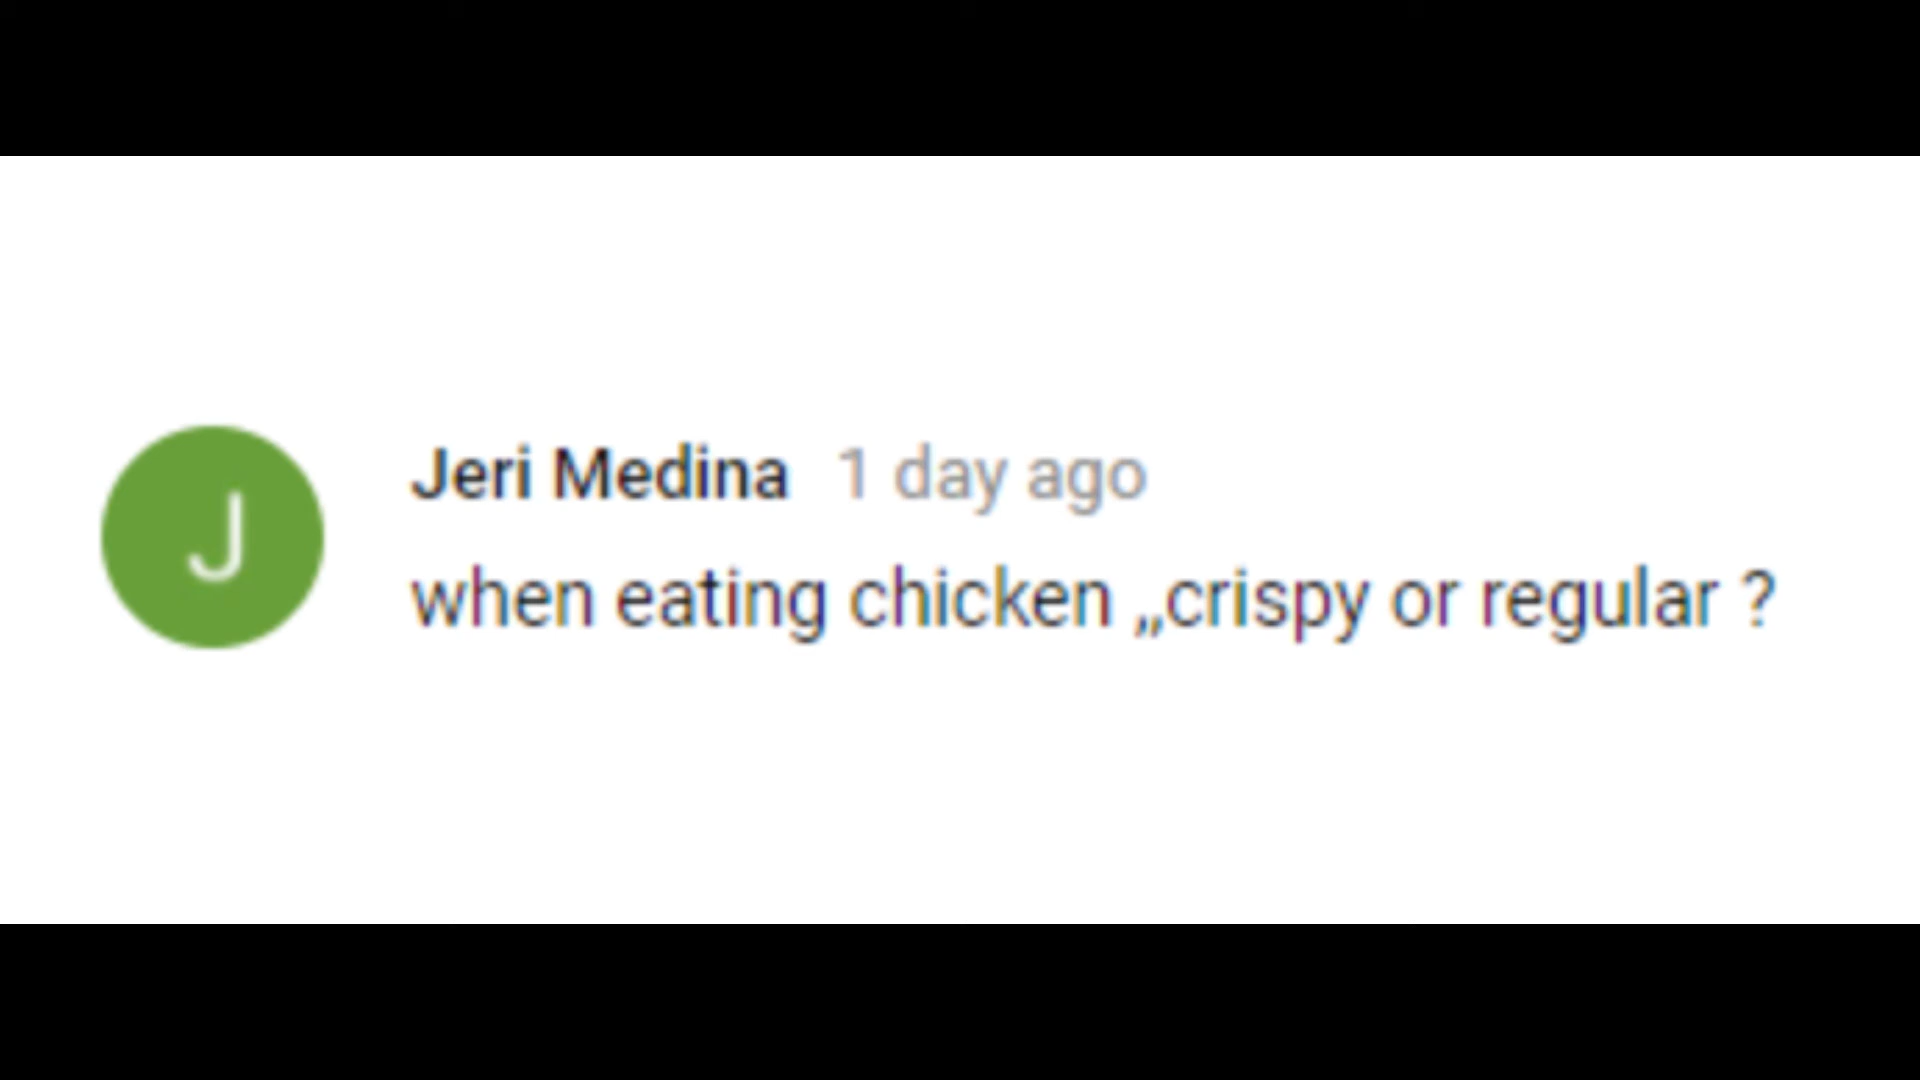 J
Jeri Medina 1 day ago
when eating chicken ,,crispy or regular ?